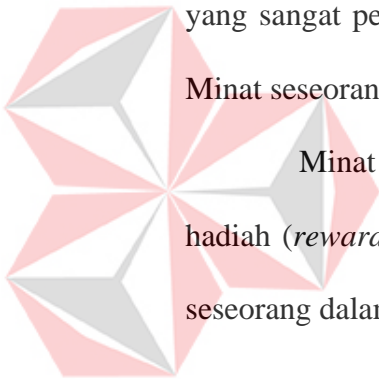 yang sangat pe
Minat seseoran
Minat
hadiah (reward
seseorang dalan